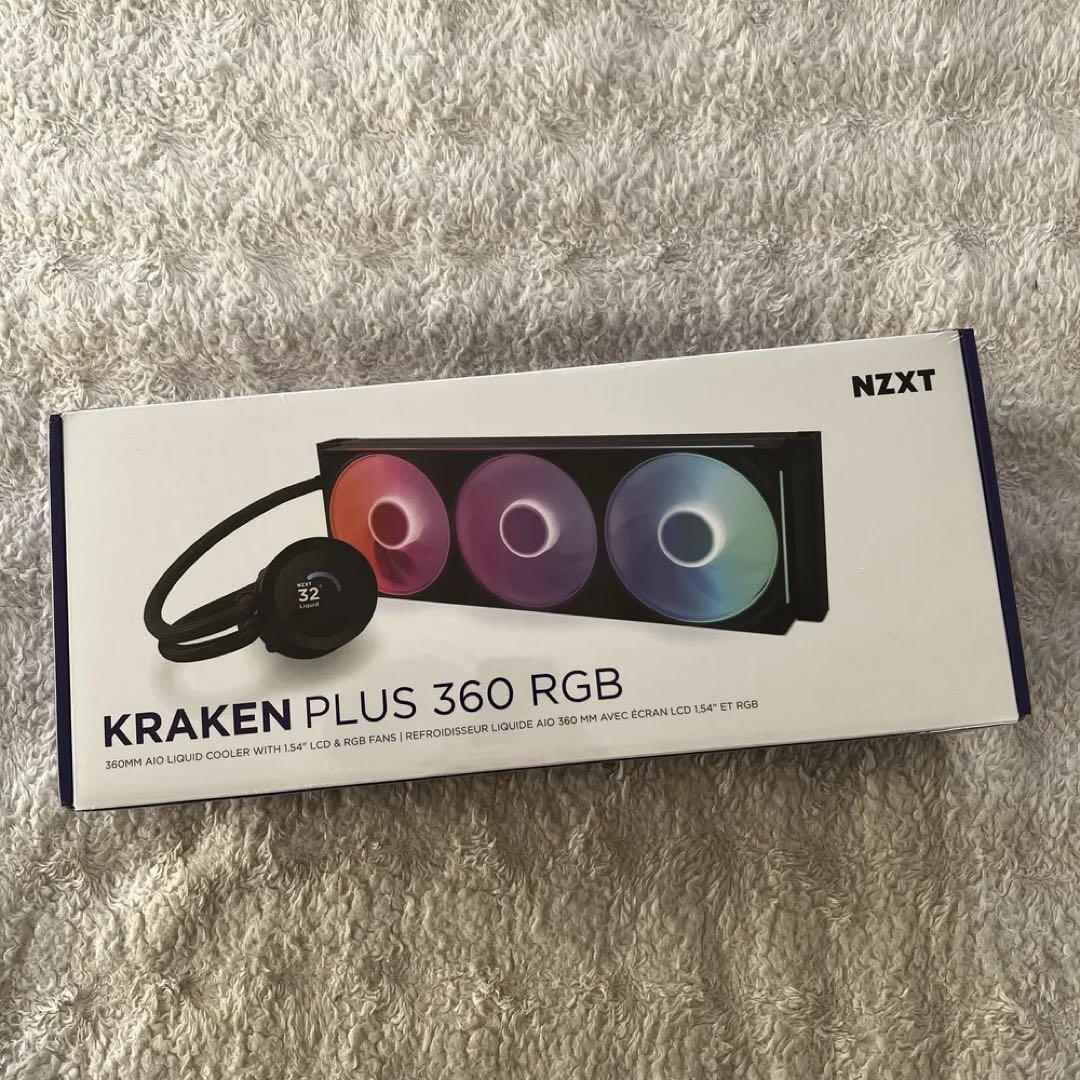 NZXT
NZXT
32°
Liquid
KRAKEN PLUS 360 RGB
360MM AIO LIQUID COOLER WITH 1.54" LCD & RGB FANS | REFROIDISSEUR LIQUIDE AIO 360 MM AVEC ÉCRAN LCD 1,54" ET RGB